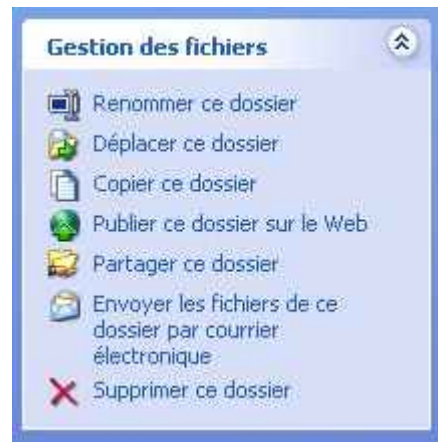 Gestion des fichiers
Renommer ce dossier
Déplacer ce dossier
Copier ce dossier
Publier ce dossier sur le Web
Partager ce dossier
Envoyer les fichiers de ce
dossier par courrier
électronique
Supprimer ce dossier